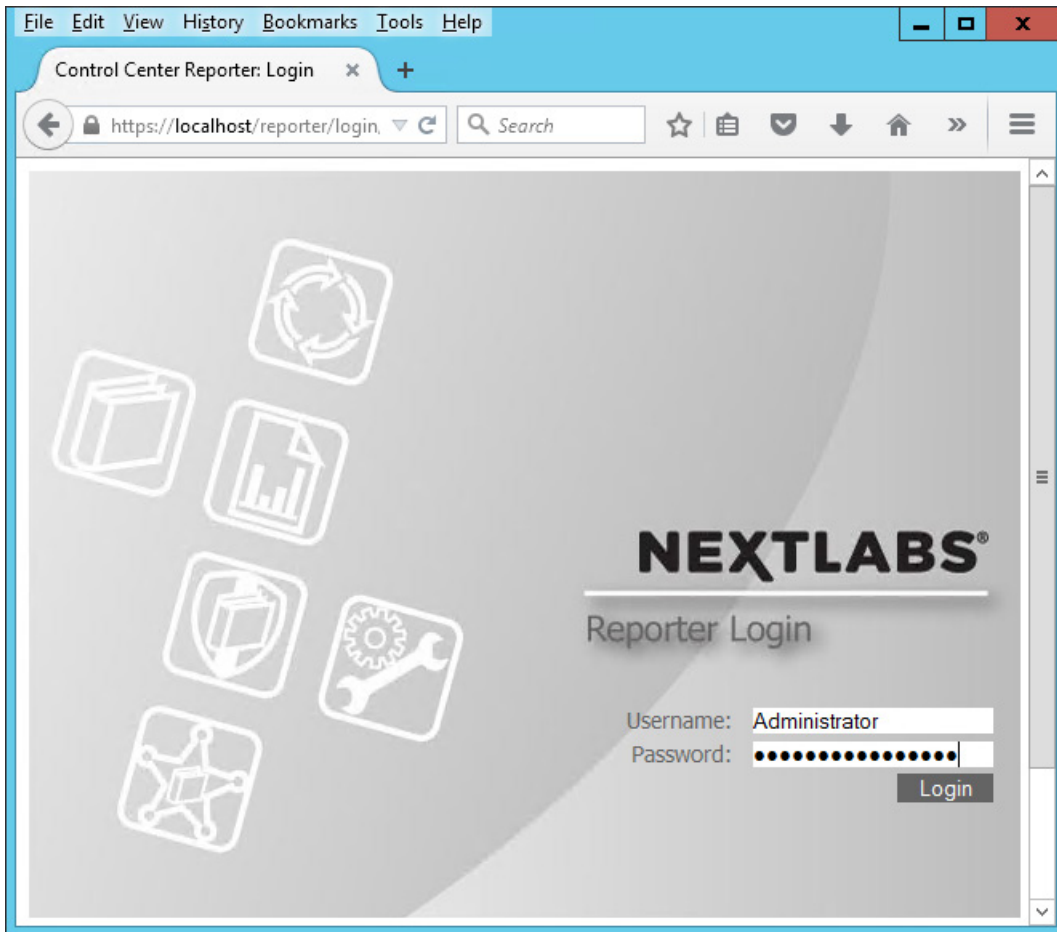 File Edit View History Bookmarks Tools Help
Control Center Reporter: Login
https://localhost/reporter/login,
Search
NEXTLABS®
Reporter Login
Username: Administrator
Password: ●●●●●●●●●●●●●●●●
Login